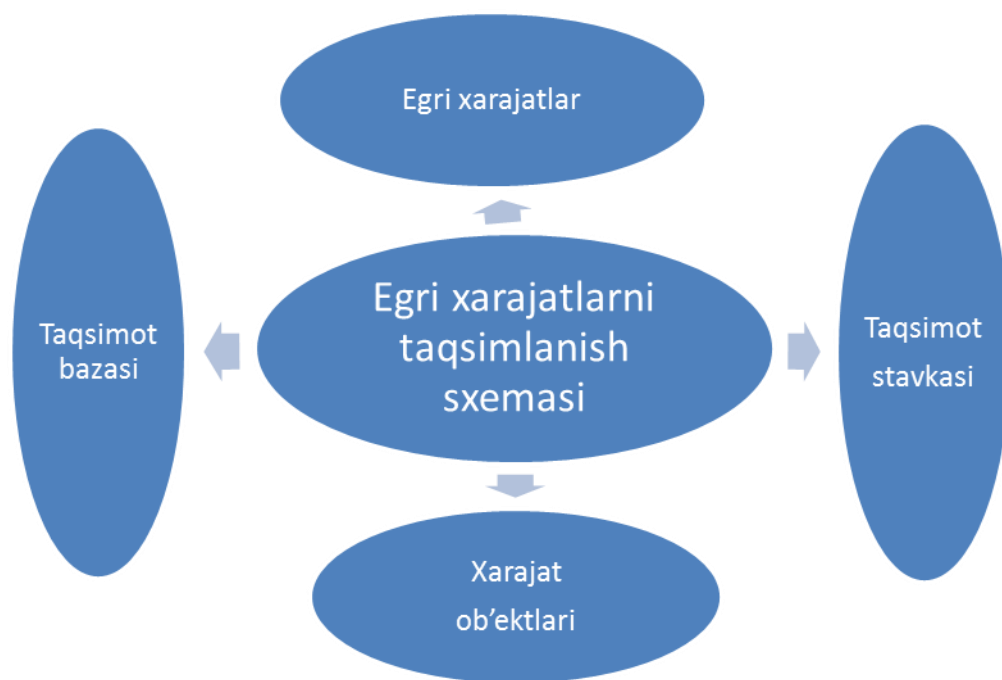 Egri xarajatlar
Egri xarajatlarni
taqsimlanish
sxemasi
Taqsimot
bazasi
Taqsimot
stavkasi
Xarajat
ob’ektlari